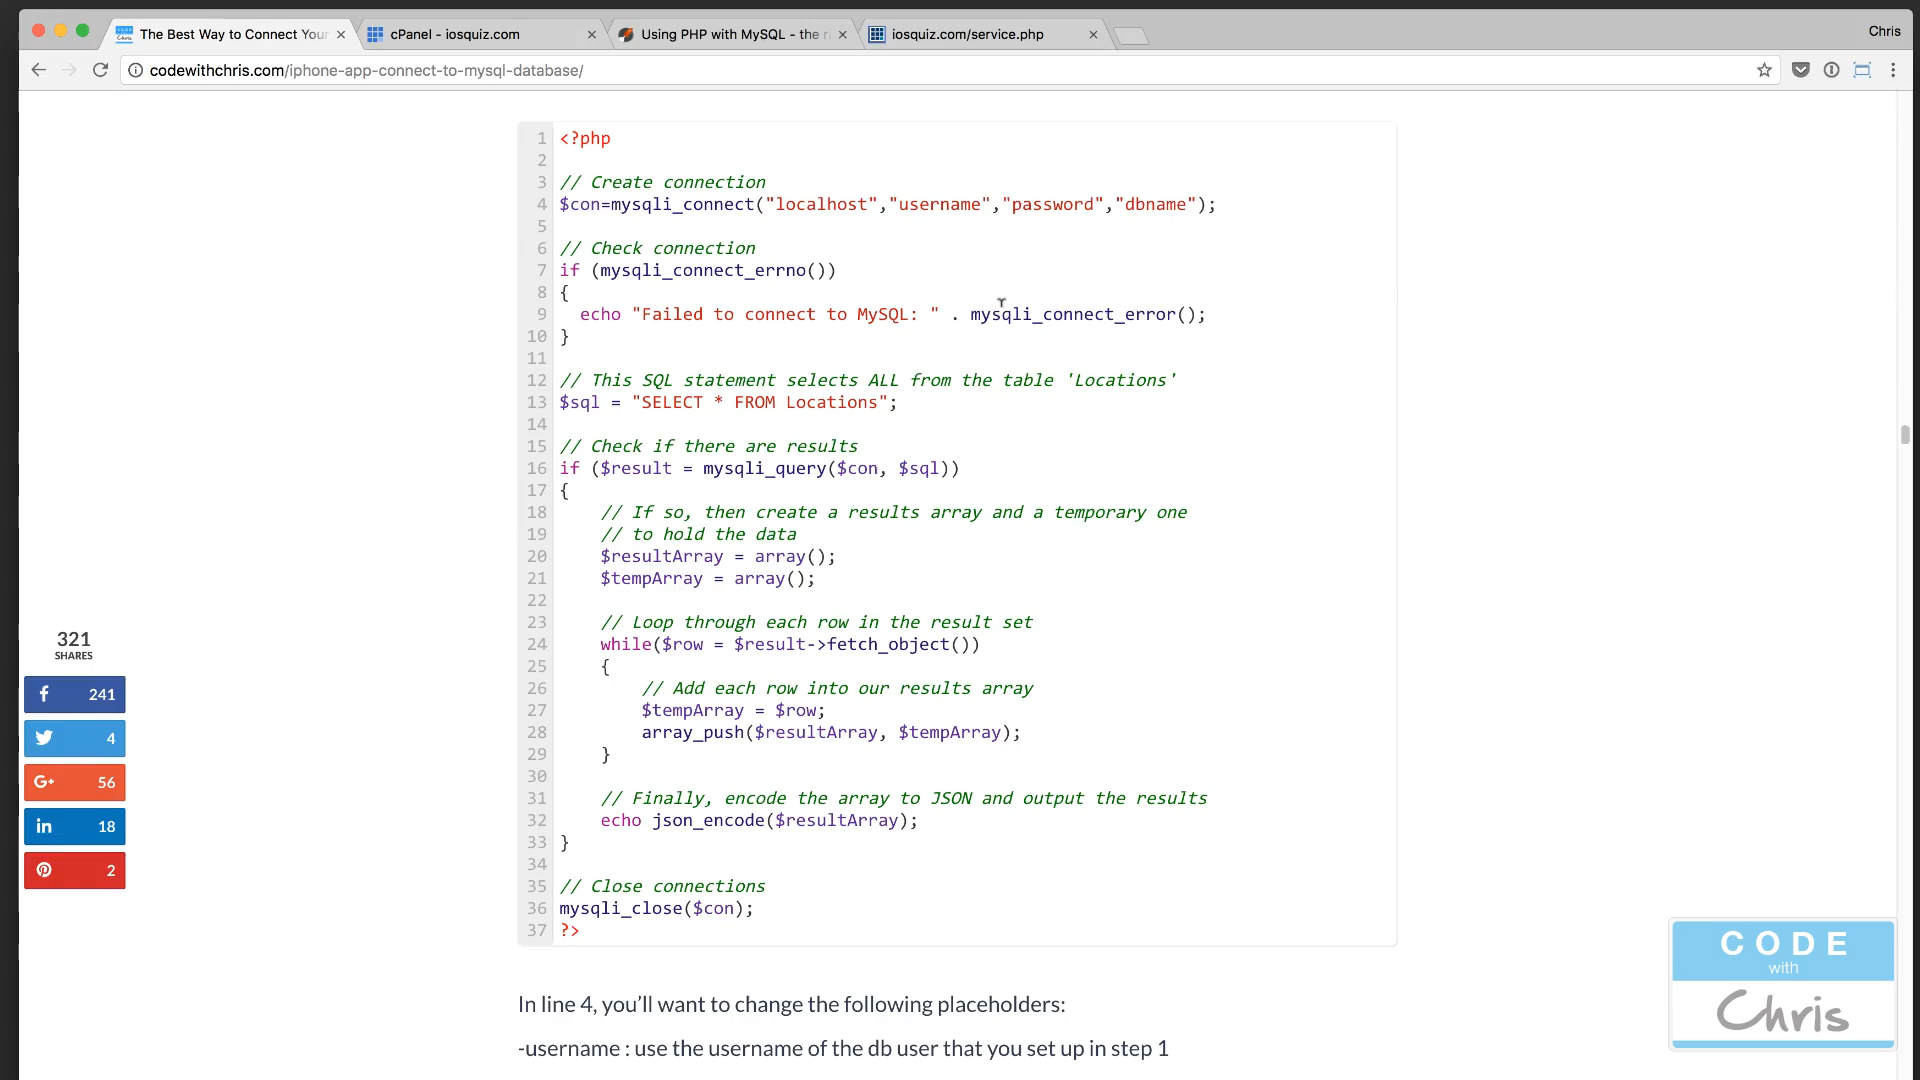 The Best Way to Connect Your
cPanel - iosquiz.com
Using PHP with MySQL - the ri
iosquiz.com/service.php
Chris
codewithchris.com/iphone-app-connect-to-mysql-database/
1 <?php
2
3 // Create connection
4 $con=mysqli_connect("localhost","username","password","dbname");
5
6 // Check connection
7 if (mysqli_connect_errno())
8 {
9 echo "Failed to connect to MySQL: " . mysqli_connect_error();
10 }
11
12 // This SQL statement selects ALL from the table 'Locations'
13 $sql = "SELECT * FROM Locations";
14
15 // Check if there are results
16 if ($result = mysqli_query($con, $sql))
17 {
18 // If so, then create a results array and a temporary one
19 // to hold the data
20 $resultArray = array();
21 $tempArray = array();
22
23 // Loop through each row in the result set
24 while($row = $result->fetch_object())
25 {
26 // Add each row into our results array
27 $tempArray = $row;
28 array_push($resultArray, $tempArray);
29 }
30
31 // Finally, encode the array to JSON and output the results
32 echo json_encode($resultArray);
33 }
34
35 // Close connections
36 mysqli_close($con);
37 ?>
321
SHARES
241
4
G+ 56
in 18
2
In line 4, you’ll want to change the following placeholders:
-username : use the username of the db user that you set up in step 1
CODE
with
Chris